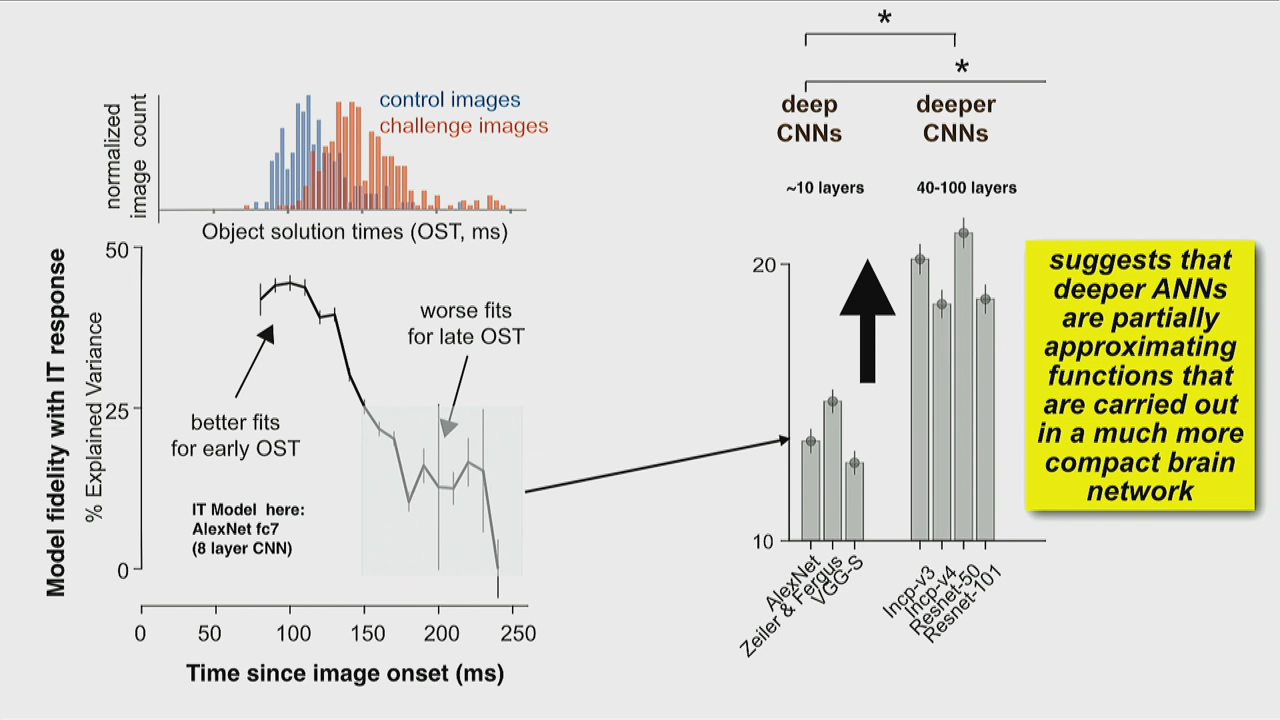 normalized
image count
control images
challenge images
Object solution times (OST, ms)
Model fidelity with IT response
% Explained Variance
50
25
0
better fits
for early OST
worse fits
for late OST
IT Model here:
AlexNet fc7
(8 layer CNN)
0
50
100
150
200
250
Time since image onset (ms)
*
*
deep
CNNs
deeper
CNNs
~10 layers
40-100 layers
20
10
AlexNet
Zeiler & Fergus
VGG-S
Incp-v3
Incp-v4
Resnet-50
Resnet-101
suggests that
deeper ANNs
are partially
approximating
functions that
are carried out
in a much more
compact brain
network